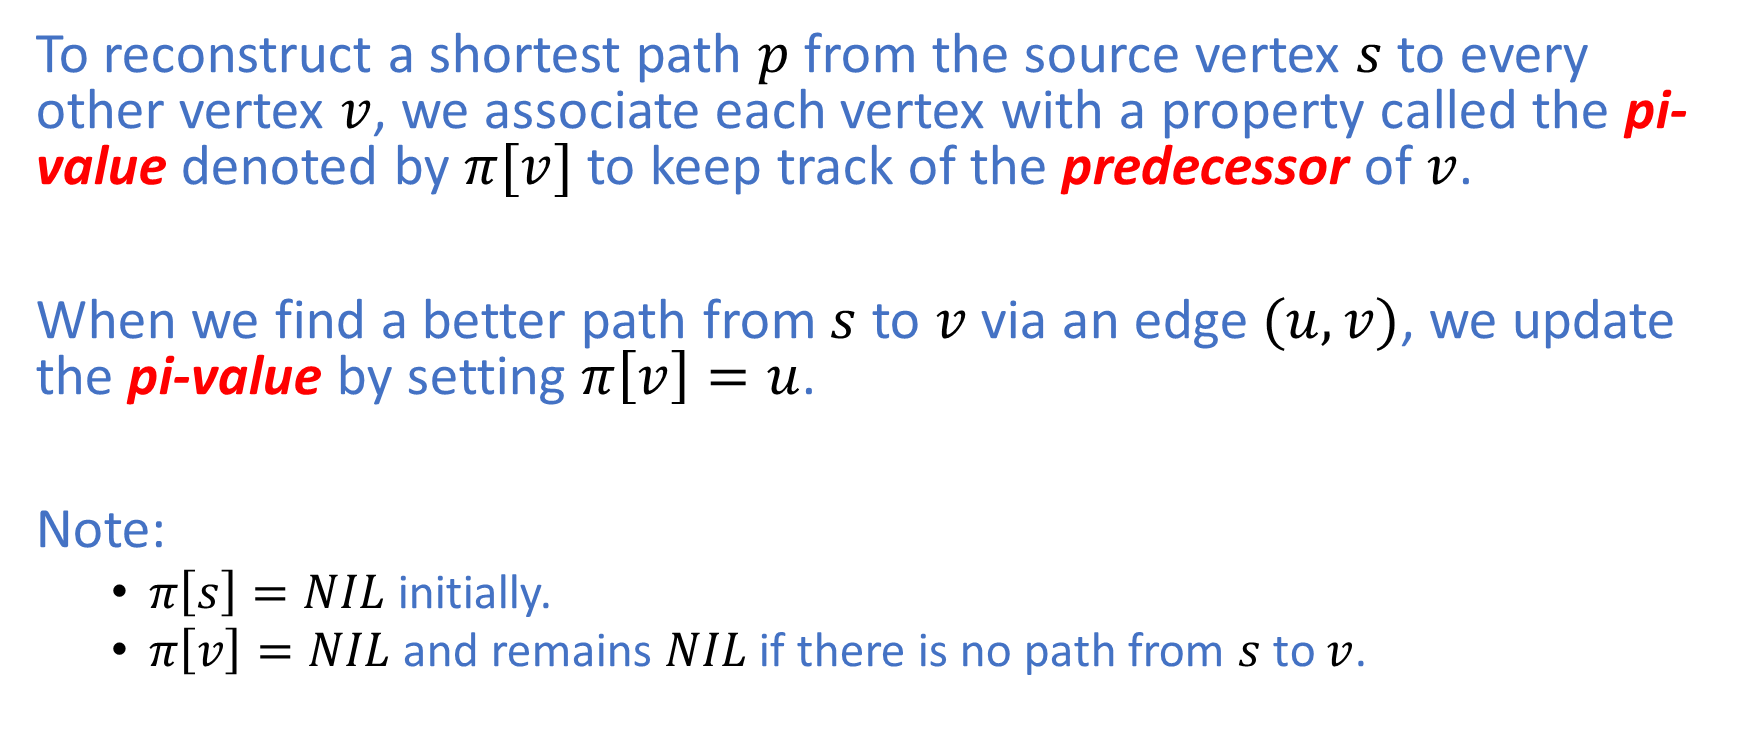 To reconstruct a shortest path 𝑝 from the source vertex 𝑠 to every
other vertex 𝑣, we associate each vertex with a property called the pi-
value denoted by 𝜋[𝑣] to keep track of the predecessor of 𝑣.
When we find a better path from 𝑠 to 𝑣 via an edge (𝑢, 𝑣), we update
the pi-value by setting 𝜋[𝑣] = 𝑢.
Note:
• 𝜋[𝑠] = 𝑁𝐼𝐿 initially.
• 𝜋[𝑣] = 𝑁𝐼𝐿 and remains 𝑁𝐼𝐿 if there is no path from 𝑠 to 𝑣.